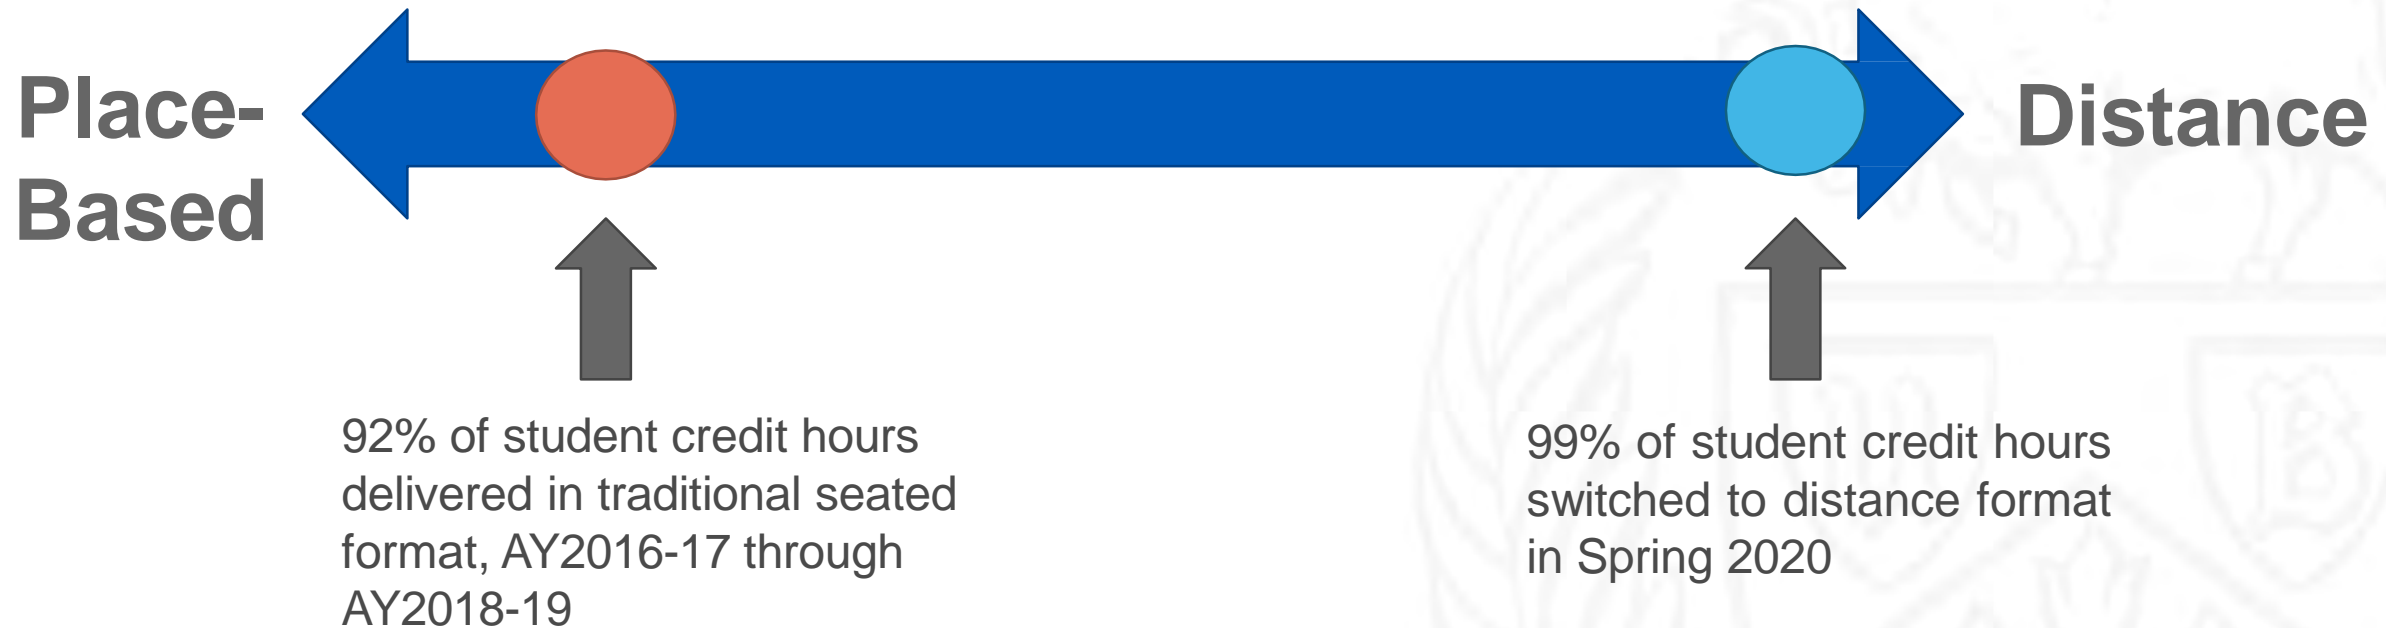 Place-
Based
Distance
92% of student credit hours
delivered in traditional seated
format, AY2016-17 through
AY2018-19
99% of student credit hours
switched to distance format
in Spring 2020